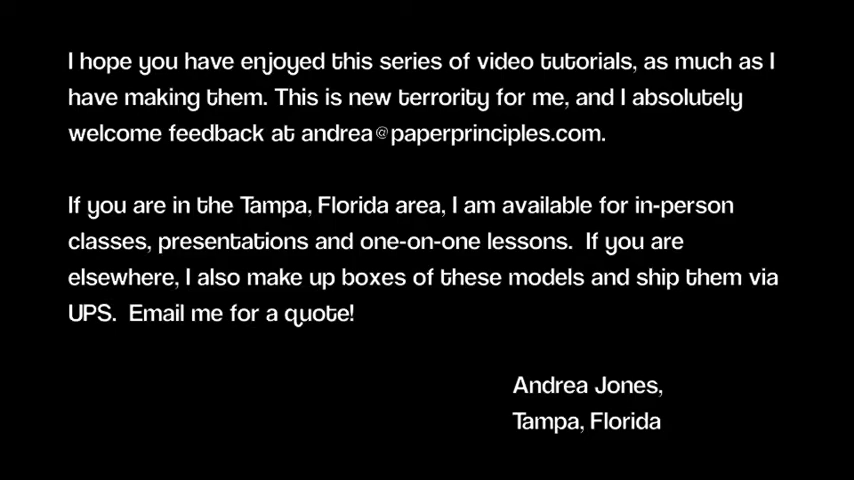 I hope you have enjoyed this series of video tutorials, as much as I
have making them. This is new terrority for me, and I absolutely
welcome feedback at andrea@paperprinciples.com.
If you are in the Tampa, Florida area, I am available for in-person
classes, presentations and one-on-one lessons.  If you are
elsewhere, I also make up boxes of these models and ship them via
UPS.  Email me for a quote!
Andrea Jones,
Tampa, Florida